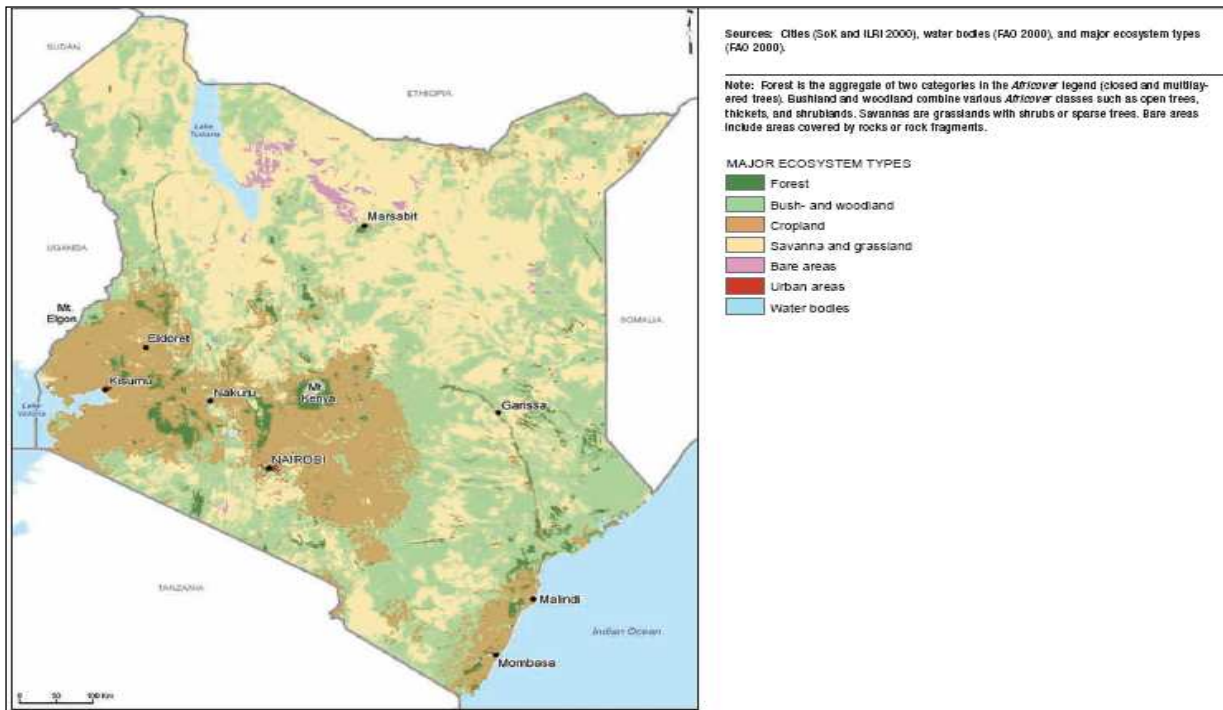 SUDAN
ETHIOPIA
Lake
Turkana
Marsabit
UGANDA
Mt.
Elgon
SOMALIA
Eldoret
Kisumu
Nakuru
Mt.
Kenya
Garissa
Lake
Victoria
NAIROBI
TANZANIA
Malindi
Indian Ocean
Mombasa
0 50 100 Km
Sources: Cities (SoK and ILRI 2000), water bodies (FAO 2000), and major ecosystem types
(FAO 2000).
Note: Forest is the aggregate of two categories in the Africover legend (closed and multilay-
ered trees). Bushland and woodland combine various Africover classes such as open trees,
thickets, and shrublands. Savannas are grasslands with shrubs or sparse trees. Bare areas
include areas covered by rocks or rock fragments.
MAJOR ECOSYSTEM TYPES
Forest
Bush- and woodland
Cropland
Savanna and grassland
Bare areas
Urban areas
Water bodies